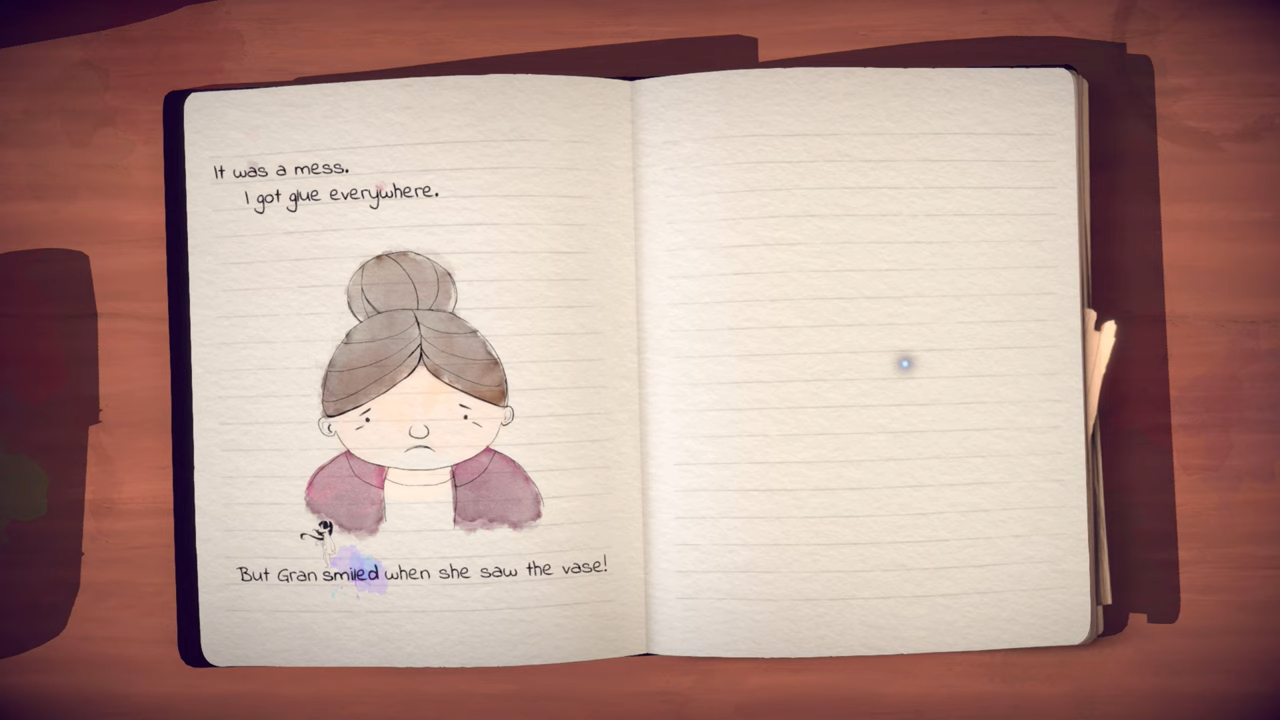 It was a mess.
I got glue everywhere.
But Gran smiled when she saw the vase!